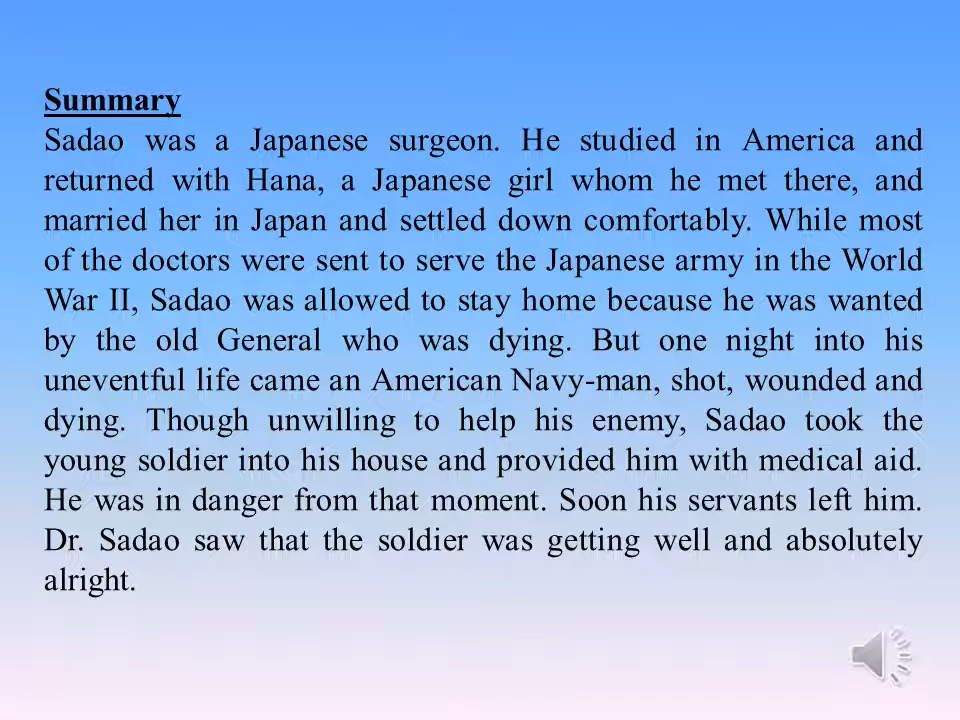 Summary
Sadao was a Japanese surgeon. He studied in America and
returned with Hana, a Japanese girl whom he met there, and
married her in Japan and settled down comfortably. While most
of the doctors were sent to serve the Japanese army in the World
War II, Sadao was allowed to stay home because he was wanted
by the old General who was dying. But one night into his
uneventful life came an American Navy-man, shot, wounded and
dying. Though unwilling to help his enemy, Sadao took the
young soldier into his house and provided him with medical aid.
He was in danger from that moment. Soon his servants left him.
Dr. Sadao saw that the soldier was getting well and absolutely
alright.